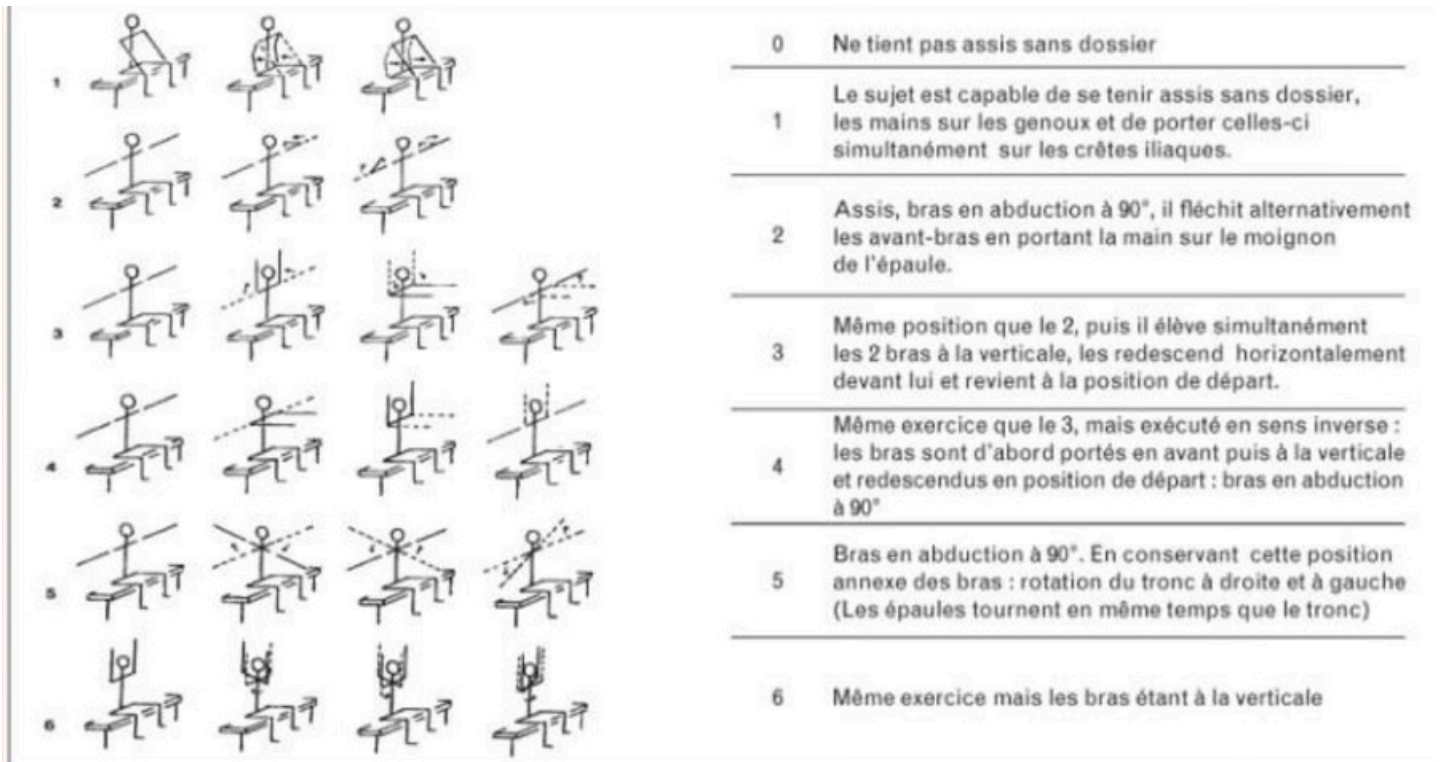 1
2
3
4
5
6
0 Ne tient pas assis sans dossier
Le sujet est capable de se tenir assis sans dossier,
1 les mains sur les genoux et de porter celles-ci
simultanément sur les crêtes iliaques.
Assis, bras en abduction à 90°, il fléchit alternativement
2 les avant-bras en portant la main sur le moignon
de l'épaule.
Même position que le 2, puis il élève simultanément
3 les 2 bras à la verticale, les redescend horizontalement
devant lui et revient à la position de départ.
Même exercice que le 3, mais exécuté en sens inverse :
les bras sont d'abord portés en avant puis à la verticale
4 et redescendus en position de départ : bras en abduction
à 90°
Bras en abduction à 90°. En conservant cette position
5 annexe des bras : rotation du tronc à droite et à gauche
(Les épaules tournent en même temps que le tronc)
6 Même exercice mais les bras étant à la verticale